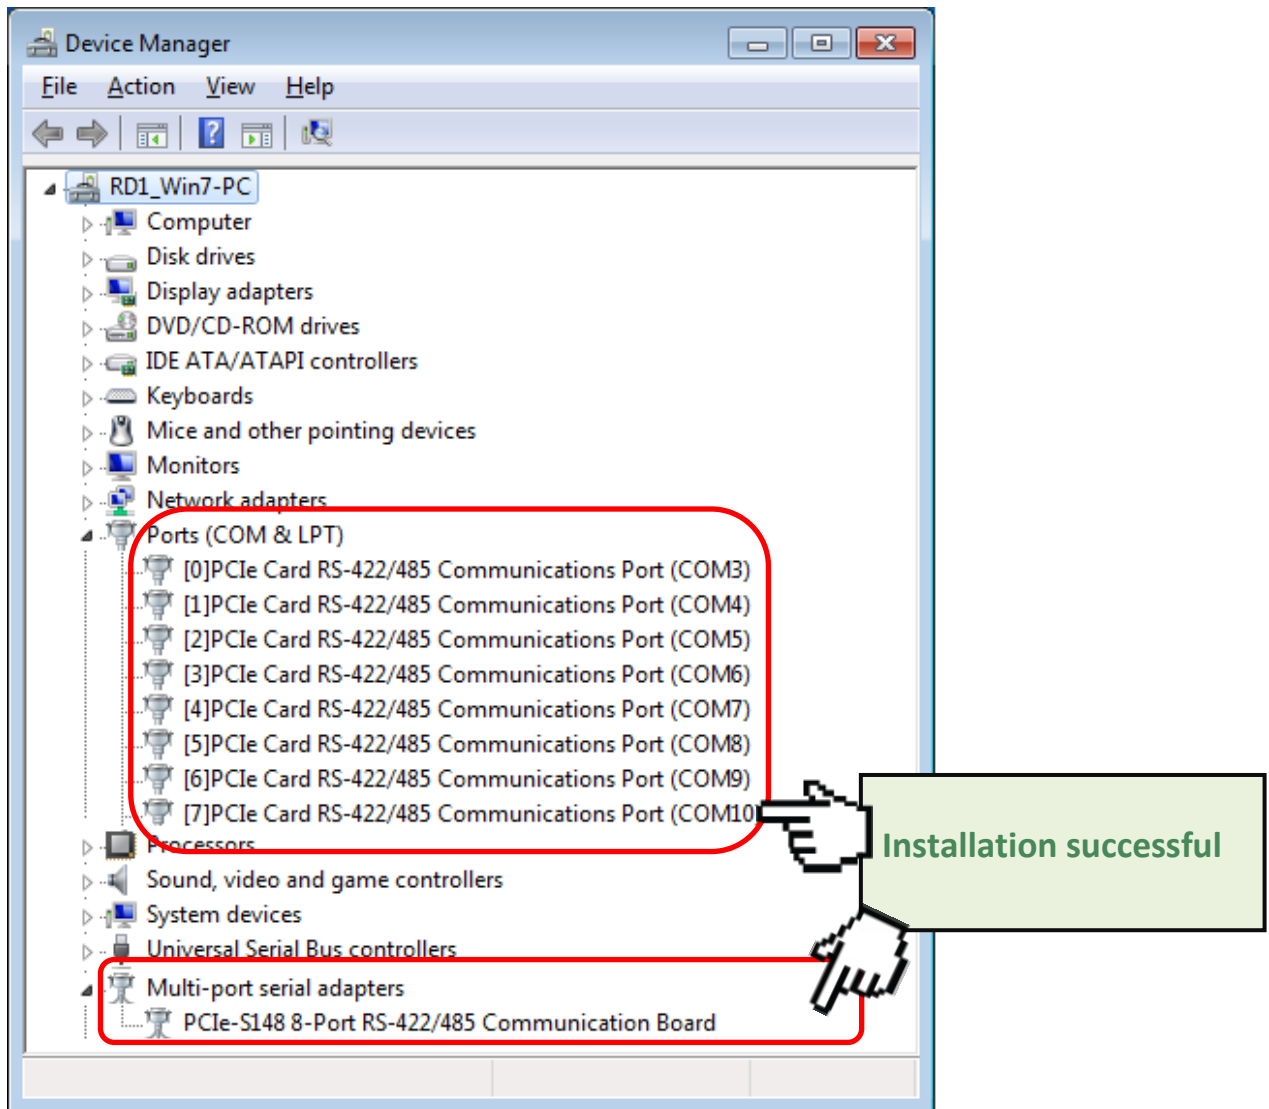 Device Manager
File Action View Help
RD1_Win7-PC
Computer
Disk drives
Display adapters
DVD/CD-ROM drives
IDE ATA/ATAPI controllers
Keyboards
Mice and other pointing devices
Monitors
Network adapters
Ports (COM & LPT)
[0]PCIe Card RS-422/485 Communications Port (COM3)
[1]PCIe Card RS-422/485 Communications Port (COM4)
[2]PCIe Card RS-422/485 Communications Port (COM5)
[3]PCIe Card RS-422/485 Communications Port (COM6)
[4]PCIe Card RS-422/485 Communications Port (COM7)
[5]PCIe Card RS-422/485 Communications Port (COM8)
[6]PCIe Card RS-422/485 Communications Port (COM9)
[7]PCIe Card RS-422/485 Communications Port (COM10)
Processors
Sound, video and game controllers
System devices
Universal Serial Bus controllers
Multi-port serial adapters
PCIe-S148 8-Port RS-422/485 Communication Board
Installation successful